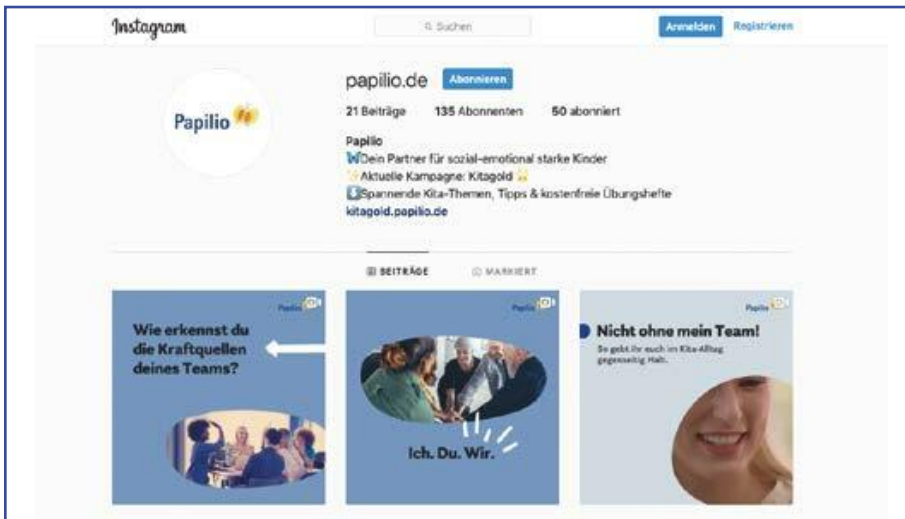 Instagram
Suchen
Anmelden Registrieren
Papilio
papilio.de Abonnieren
21 Beiträge 135 Abonnenten 50 abonniert
Papilio
Dein Partner für sozial-emotional starke Kinder
Aktuelle Kampagne: Kitagold
Spannende Kita-Themen, Tipps & kostenfreie Übungshefte
kitagold.papilio.de
BEITRÄGE MARKIERT
Papilio
Wie erkennst du
die Kraftquellen
deines Teams?
Papilio
Ich. Du. Wir.
Papilio
Nicht ohne mein Team!
So gebt ihr euch im Kita-Alltag
gegenseitig Halt.